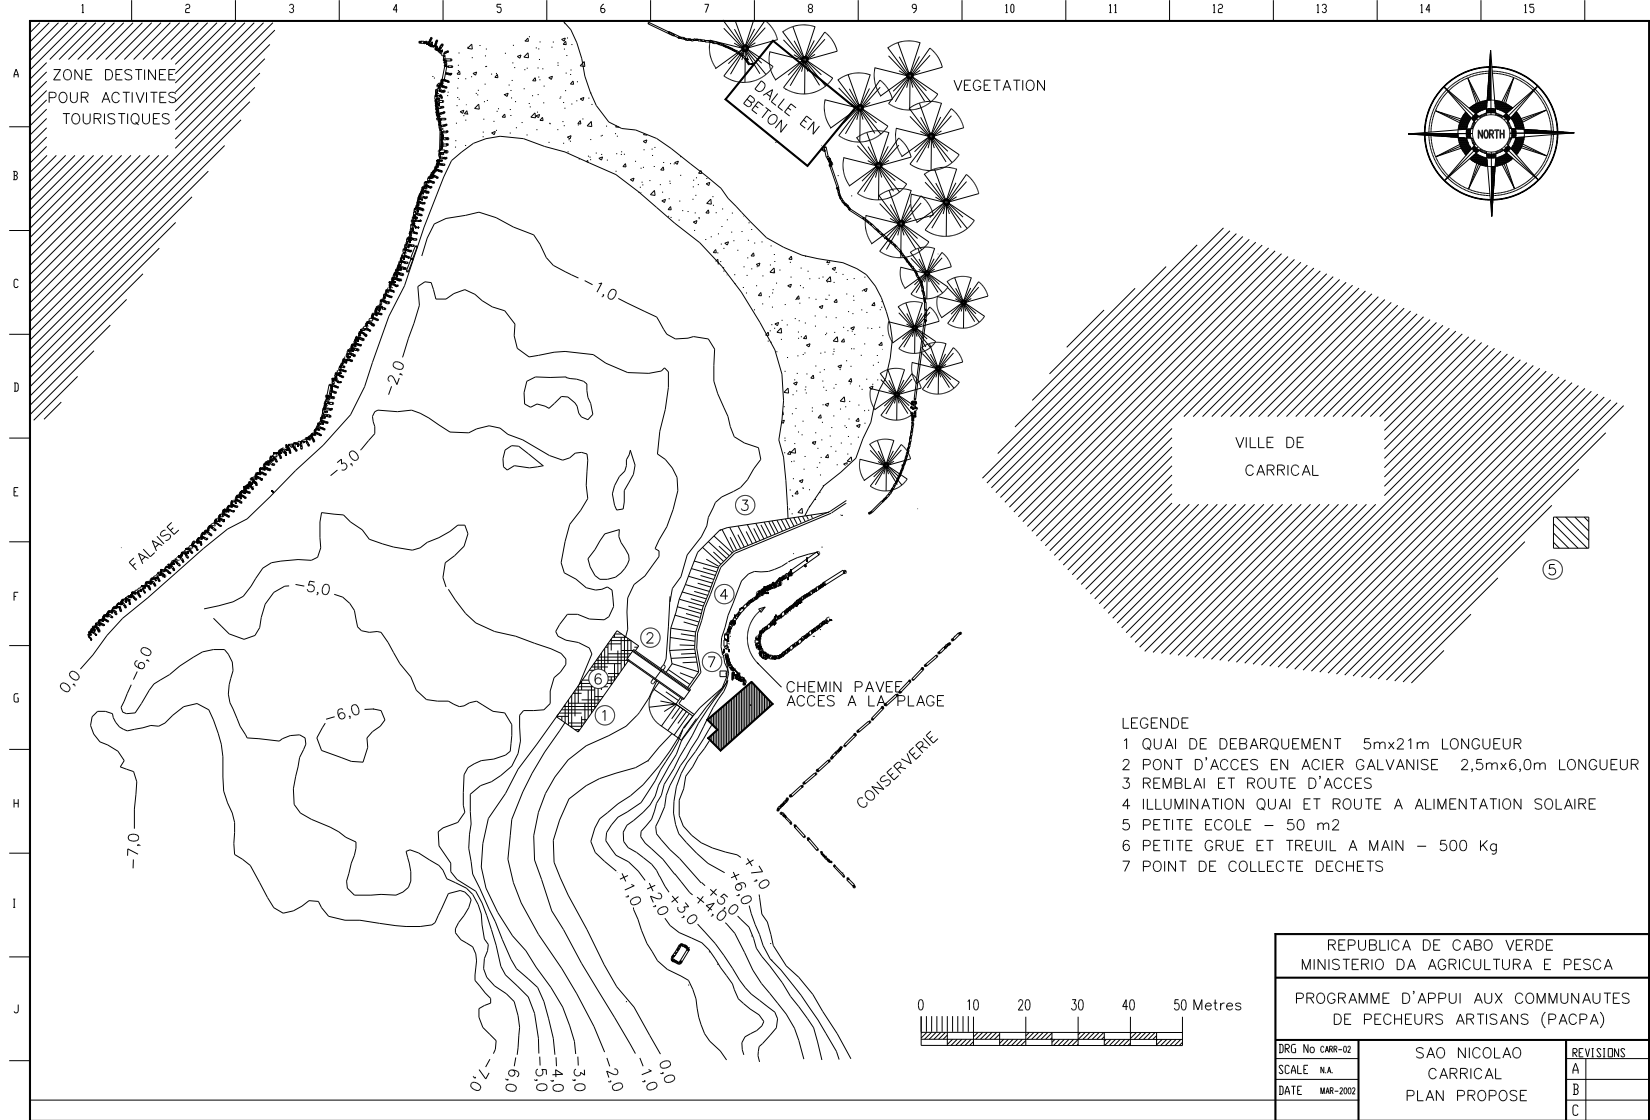 1 2 3 4 5 6 7 8 9 10 11 12 13 14 15
A
B
C
D
E
F
G
H
I
J
ZONE DESTINEE
POUR ACTIVITES
TOURISTIQUES
DALLE EN
BETON
VEGETATION
NORTH
-1,0
-2,0
-3,0
VILLE DE
CARRICAL
FALAISE
3
4
5
-5,0
2
7
6
1
0,0
-6,0
-6,0
-7,0
CHEMIN PAVEE
ACCES A LA PLAGE
CONSERVERIE
LEGENDE
1 QUAI DE DEBARQUEMENT 5mx21m LONGUEUR
2 PONT D'ACCES EN ACIER GALVANISE 2,5mx6,0m LONGUEUR
3 REMBLAI ET ROUTE D'ACCES
4 ILLUMINATION QUAI ET ROUTE A ALIMENTATION SOLAIRE
5 PETITE ECOLE - 50 m2
6 PETITE GRUE ET TREUIL A MAIN - 500 Kg
7 POINT DE COLLECTE DECHETS
+1,0
+2,0
+3,0
+4,0
+5,0
+6,0
+7,0
-7,0
-6,0
-5,0
-4,0
-3,0
-2,0
-1,0
0,0
0 10 20 30 40 50 Metres
REPUBLICA DE CABO VERDE
MINISTERIO DA AGRICULTURA E PESCA
PROGRAMME D'APPUI AUX COMMUNAUTES
DE PECHEURS ARTISANS (PACPA)
DRG No CARR-02
SCALE N.A.
DATE MAR-2002
SAO NICOLAO
CARRICAL
PLAN PROPOSE
REVISIONS
A
B
C